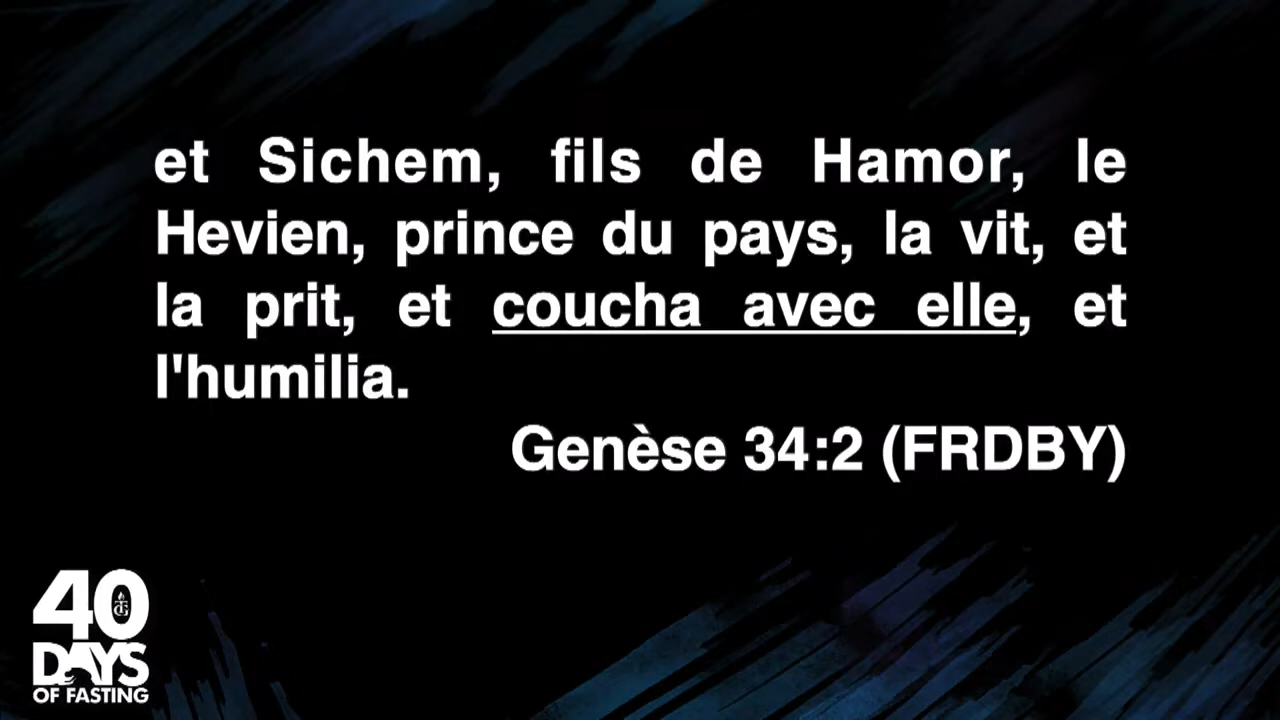 et Sichem, fils de Hamor, le
Hevien, prince du pays, la vit, et
la prit, et coucha avec elle, et
l'humilia.
Genèse 34:2 (FRDBY)
40
DAYS
OF FASTING